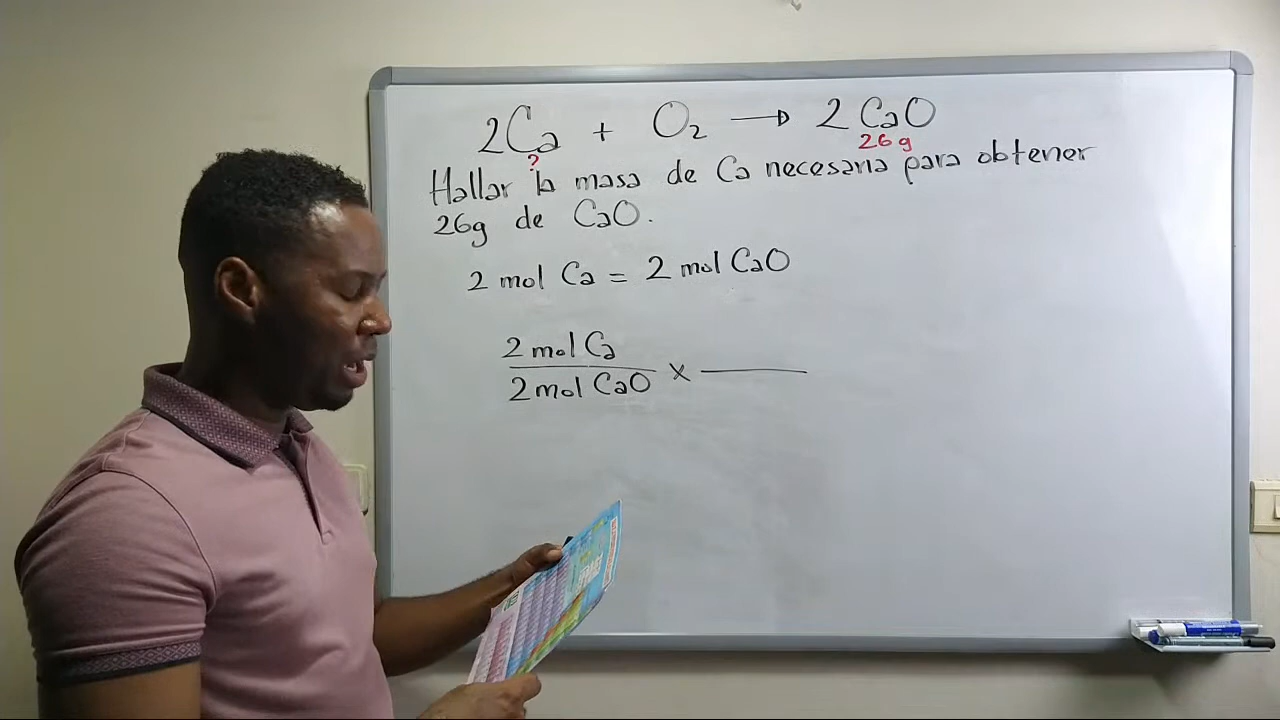 2Ca + O₂ → 2CaO
? 26g
Hallar la masa de Ca necesaria para obtener
26g de CaO.
2 mol Ca = 2 mol CaO
2 mol Ca
2 mol CaO ×